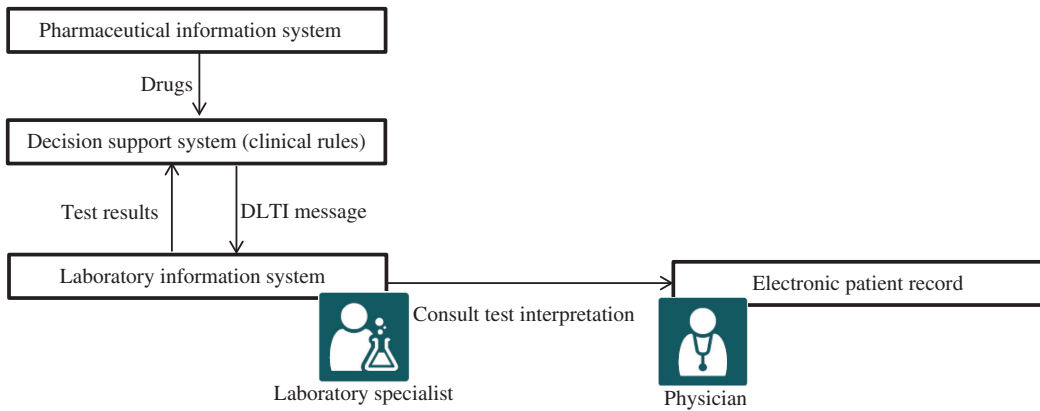 Pharmaceutical information system
Drugs
Decision support system (clinical rules)
Test results
DLTI message
Laboratory information system
Electronic patient record
Consult test interpretation
Laboratory specialist
Physician